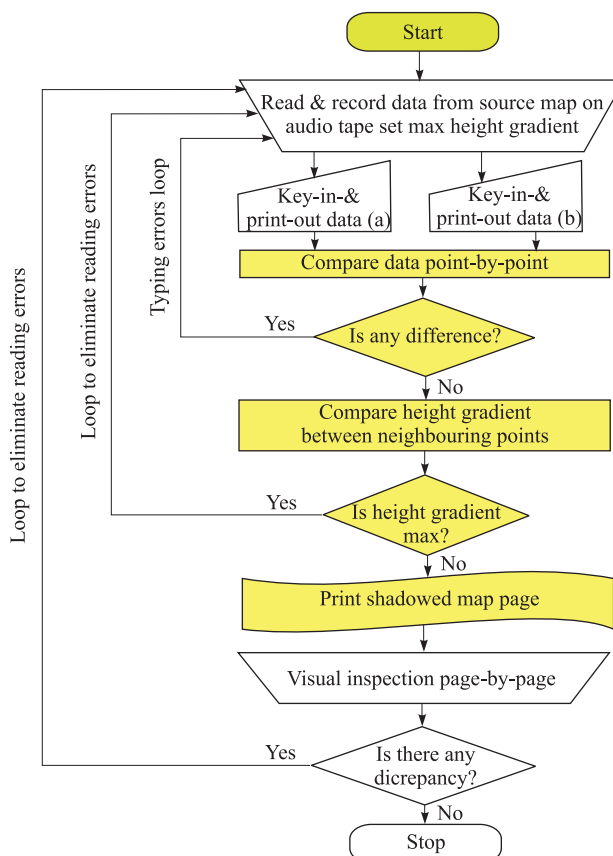 Start
Read & record data from source map on
audio tape set max height gradient
Key-in-&
print-out data (a)
Key-in-&
print-out data (b)
Compare data point-by-point
Is any difference?
Yes
No
Compare height gradient
between neighbouring points
Is height gradient
max?
Yes
No
Print shadowed map page
Visual inspection page-by-page
Is there any
dicrepancy?
Yes
No
Stop
Typing errors loop
Loop to eliminate reading errors
Loop to eliminate reading errors